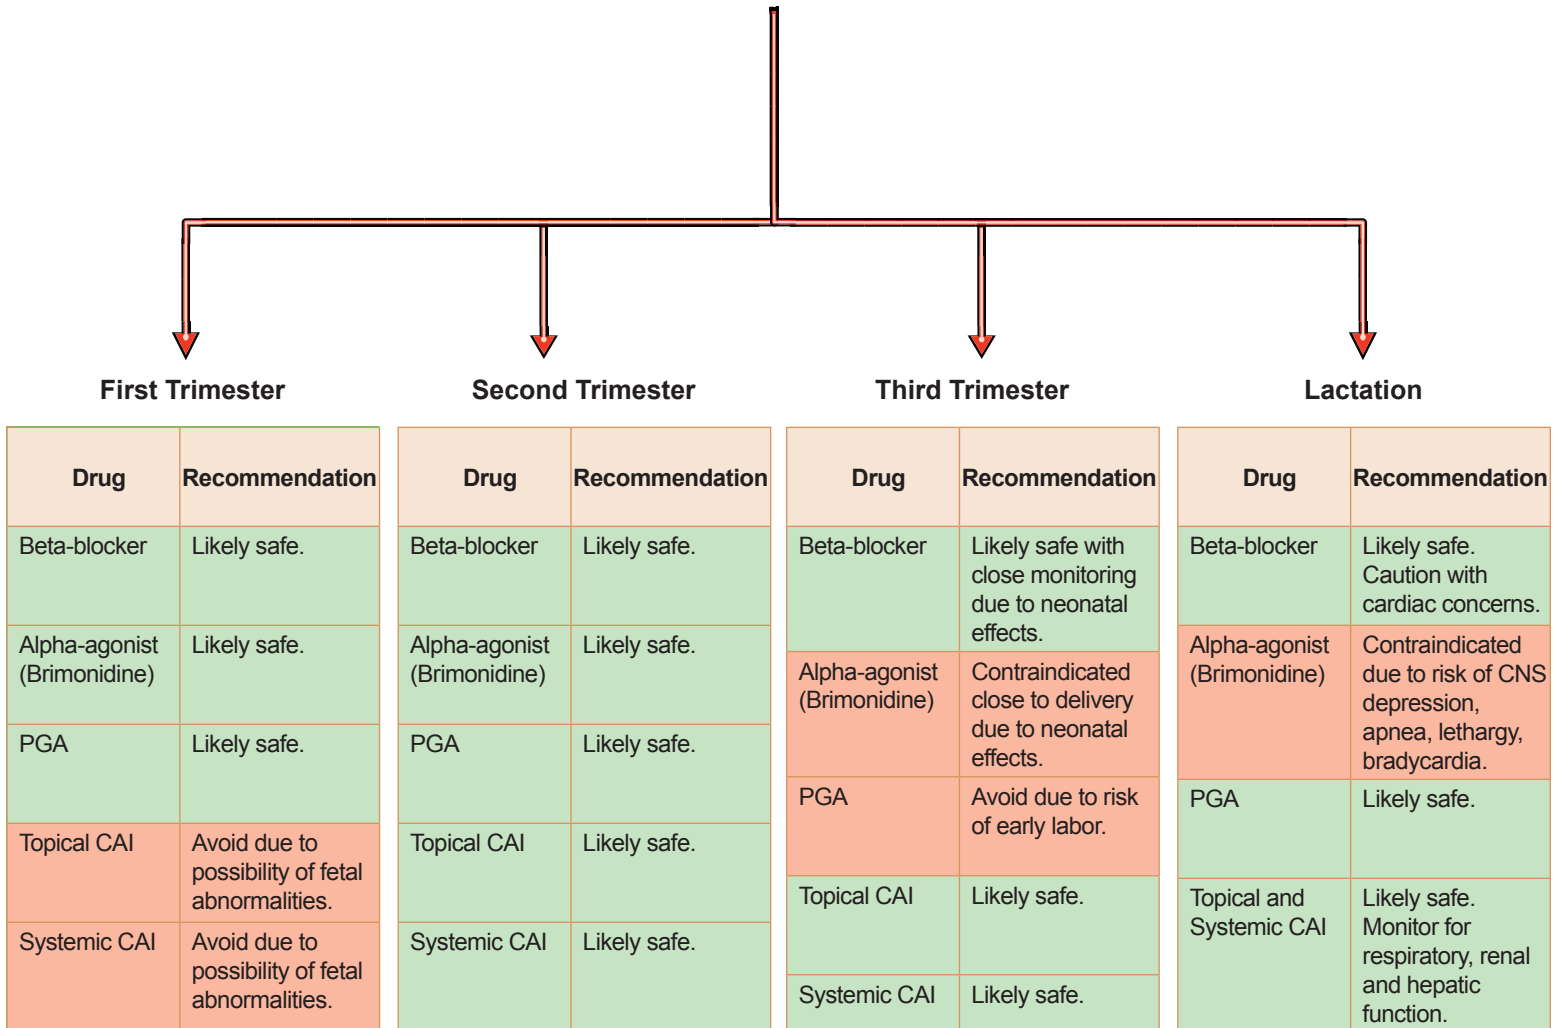 First Trimester
Drug Recommendation
Beta-blocker Likely safe.
Alpha-agonist Likely safe.
(Brimonidine)
PGA Likely safe.
Topical CAI Avoid due to
possibility of fetal
abnormalities.
Systemic CAI Avoid due to
possibility of fetal
abnormalities.
Second Trimester
Drug Recommendation
Beta-blocker Likely safe.
Alpha-agonist Likely safe.
(Brimonidine)
PGA Likely safe.
Topical CAI Likely safe.
Systemic CAI Likely safe.
Third Trimester
Drug Recommendation
Beta-blocker Likely safe with
close monitoring
due to neonatal
effects.
Alpha-agonist Contraindicated
(Brimonidine) close to delivery
due to neonatal
effects.
PGA Avoid due to risk
of early labor.
Topical CAI Likely safe.
Systemic CAI Likely safe.
Lactation
Drug Recommendation
Beta-blocker Likely safe.
Caution with
cardiac concerns.
Alpha-agonist Contraindicated
(Brimonidine) due to risk of CNS
depression,
apnea, lethargy,
bradycardia.
PGA Likely safe.
Topical and Likely safe.
Systemic CAI Monitor for
respiratory, renal
and hepatic
function.